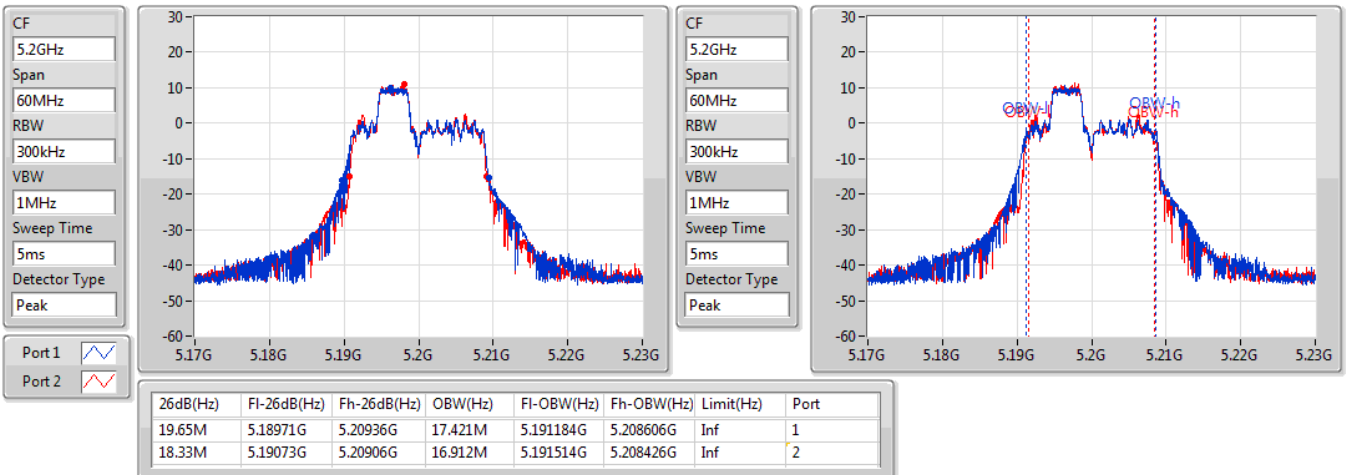 CF
5.2GHz
Span
60MHz
RBW
300kHz
VBW
1MHz
Sweep Time
5ms
Detector Type
Peak
Port 1
Port 2
30
20
10
0
-10
-20
-30
-40
-50
-60
5.17G 5.18G 5.19G 5.2G 5.21G 5.22G 5.23G
CF
5.2GHz
Span
60MHz
RBW
300kHz
VBW
1MHz
Sweep Time
5ms
Detector Type
Peak
30
20
10
0
-10
-20
-30
-40
-50
-60
OBW-l
OBW-l
OBW-h
OBW-h
5.17G 5.18G 5.19G 5.2G 5.21G 5.22G 5.23G
26dB(Hz) Fl-26dB(Hz) Fh-26dB(Hz) OBW(Hz) Fl-OBW(Hz) Fh-OBW(Hz) Limit(Hz) Port
19.65M 5.18971G 5.20936G 17.421M 5.191184G 5.208606G Inf 1
18.33M 5.19073G 5.20906G 16.912M 5.191514G 5.208426G Inf 2